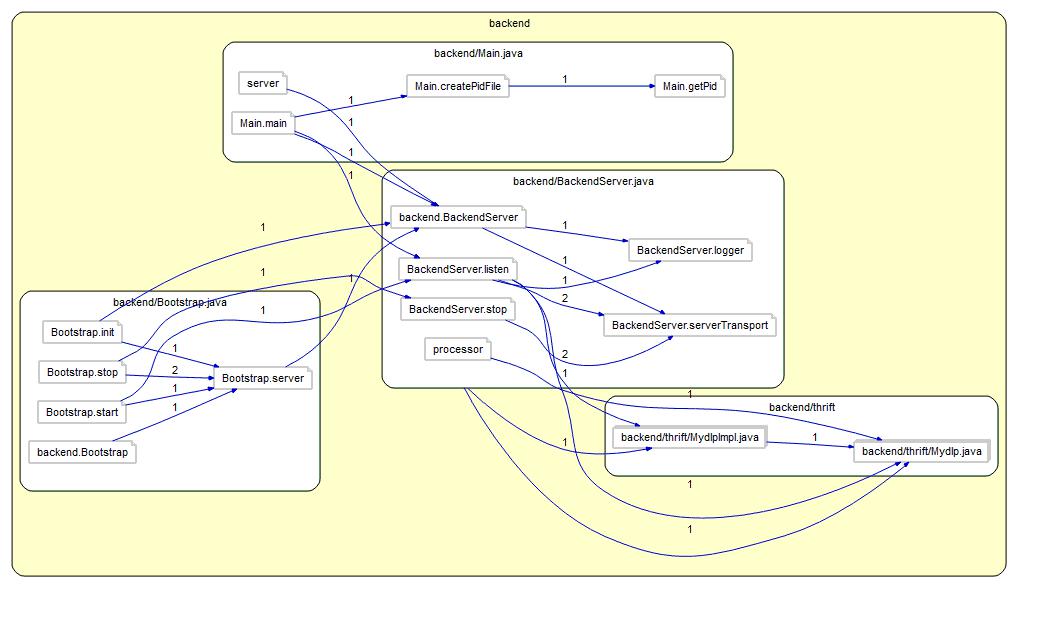 backend
backend/Main.java
server
Main.createPidFile
1
Main.getPid
1
Main.main
1
1
1
backend/BackendServer.java
backend.BackendServer
1
BackendServer.logger
1
1
BackendServer.listen
1
1
1
2
BackendServer.stop
BackendServer.serverTransport
backend/Bootstrap.java
1
Bootstrap.init
1
processor
2
Bootstrap.stop
2
Bootstrap.server
1
1
1
Bootstrap.start
1
backend/thrift
backend/thrift/MydlpImpl.java
1
backend/thrift/Mydlp.java
backend.Bootstrap
1
1
1